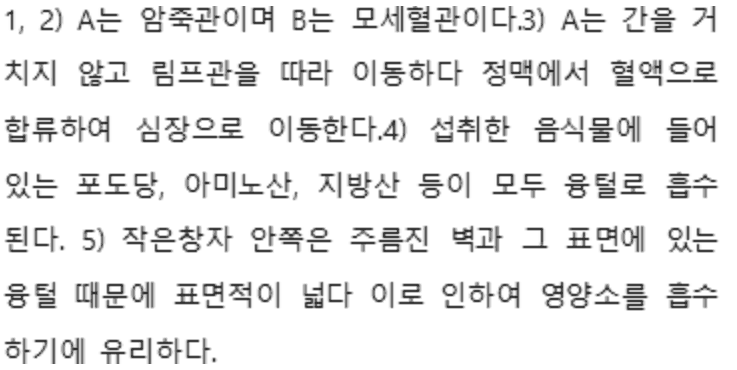 1, 2) A는 암죽관이며 B는 모세혈관이다.3) A는 간을 거
치지 않고 림프관을 따라 이동하다 정맥에서 혈액으로
합류하여 심장으로 이동한다.4) 섭취한 음식물에 들어
있는 포도당, 아미노산, 지방산 등이 모두 융털로 흡수
된다. 5) 작은창자 안쪽은 주름진 벽과 그 표면에 있는
융털 때문에 표면적이 넓다 이로 인하여 영양소를 흡수
하기에 유리하다.